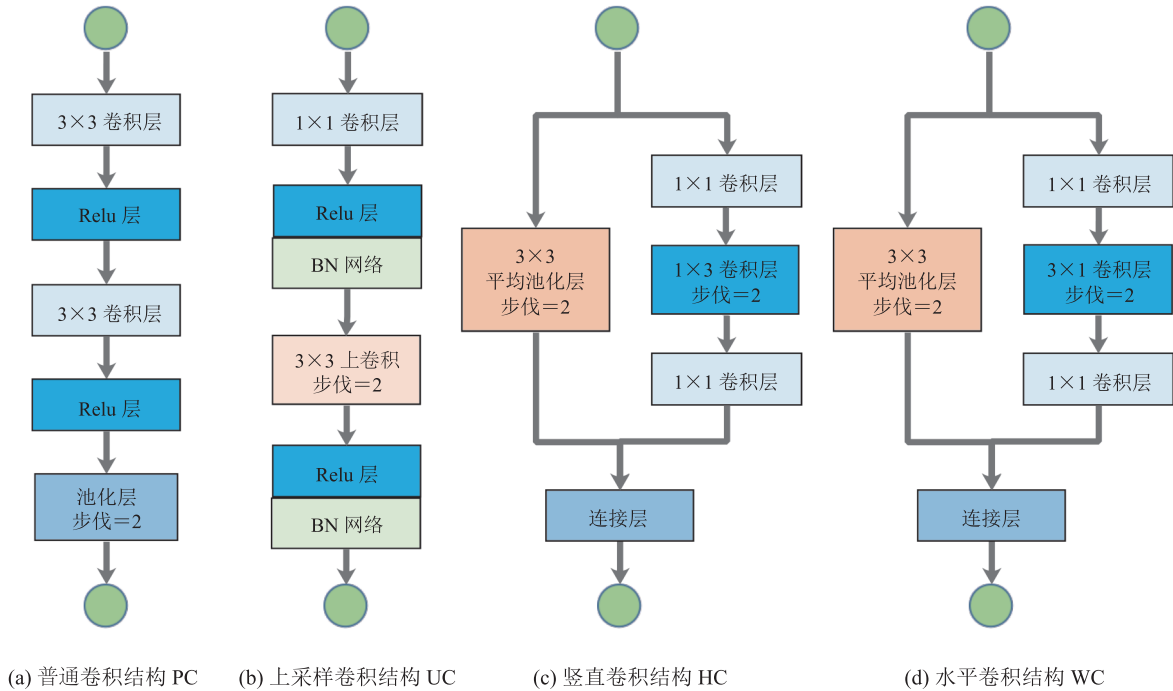 3×3 卷积层
Relu 层
3×3 卷积层
Relu 层
池化层
步伐=2
(a) 普通卷积结构 PC
1×1 卷积层
Relu 层
BN 网络
3×3 上卷积
步伐=2
Relu 层
BN 网络
(b) 上采样卷积结构 UC
3×3
平均池化层
步伐=2
1×1 卷积层
1×3 卷积层
步伐=2
1×1 卷积层
连接层
(c) 竖直卷积结构 HC
3×3
平均池化层
步伐=2
1×1 卷积层
3×1 卷积层
步伐=2
1×1 卷积层
连接层
(d) 水平卷积结构 WC